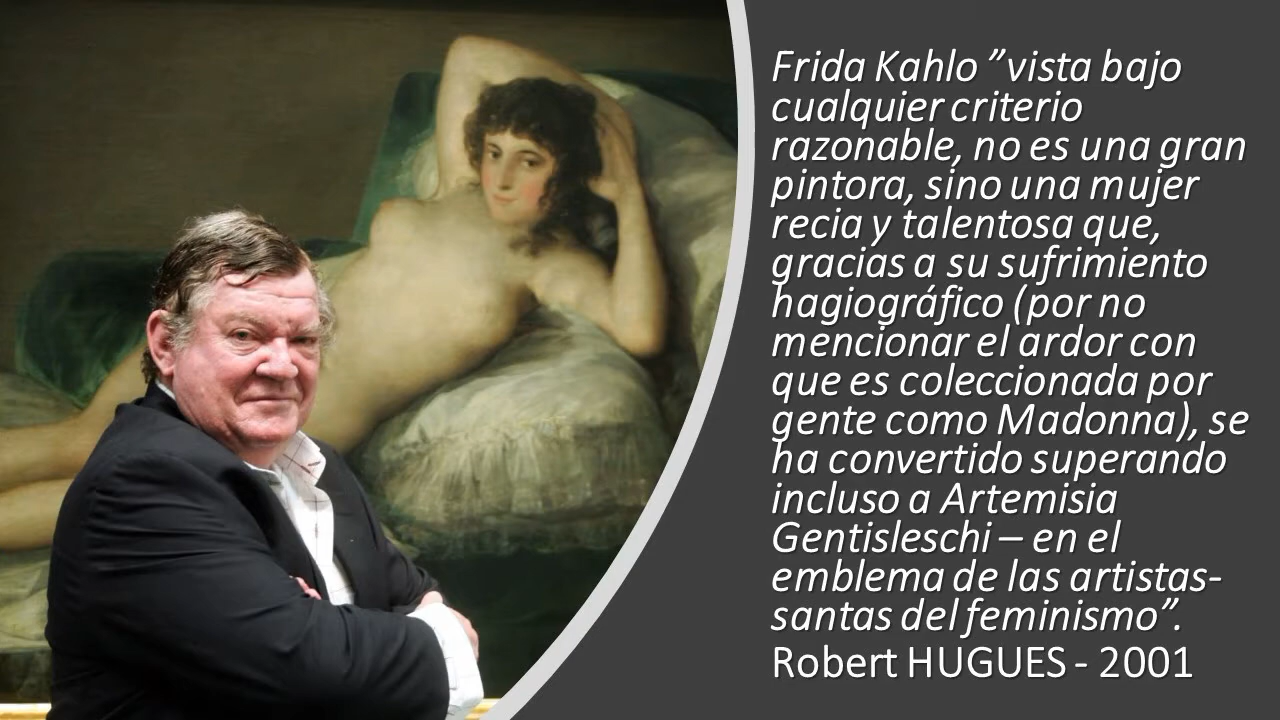 Frida Kahlo ”vista bajo
cualquier criterio
razonable, no es una gran
pintora, sino una mujer
recia y talentosa que,
gracias a su sufrimiento
hagiográfico (por no
mencionar el ardor con
que es coleccionada por
gente como Madonna), se
ha convertido superando
incluso a Artemisia
Gentisleschi – en el
emblema de las artistas-
santas del feminismo”.
Robert HUGUES - 2001